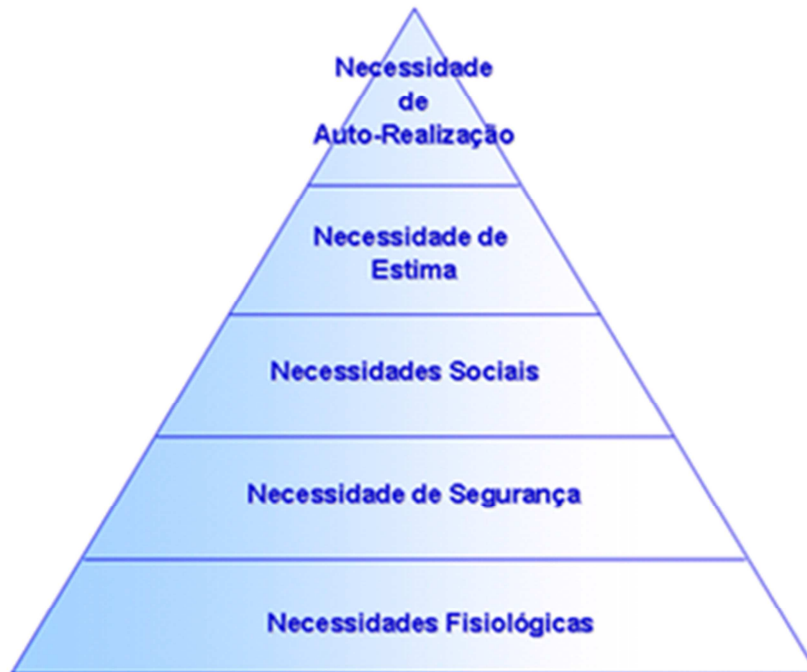 Necessidade
de
Auto-Realização
Necessidade de
Estima
Necessidades Sociais
Necessidade de Segurança
Necessidades Fisiológicas